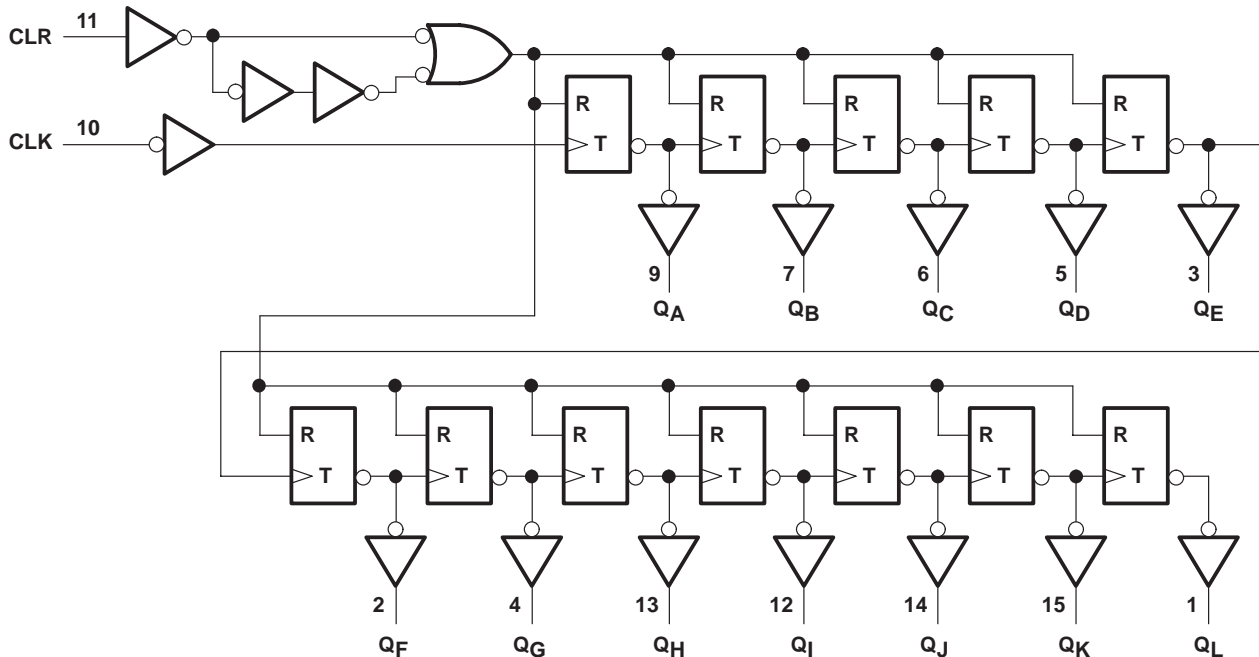 11
CLR
10
CLK
R R R R R
T T T T T
9 7 6 5 3
QA QB QC QD QE
R R R R R R R
T T T T T T T
2 4 13 12 14 15 1
QF QG QH QI QJ QK QL